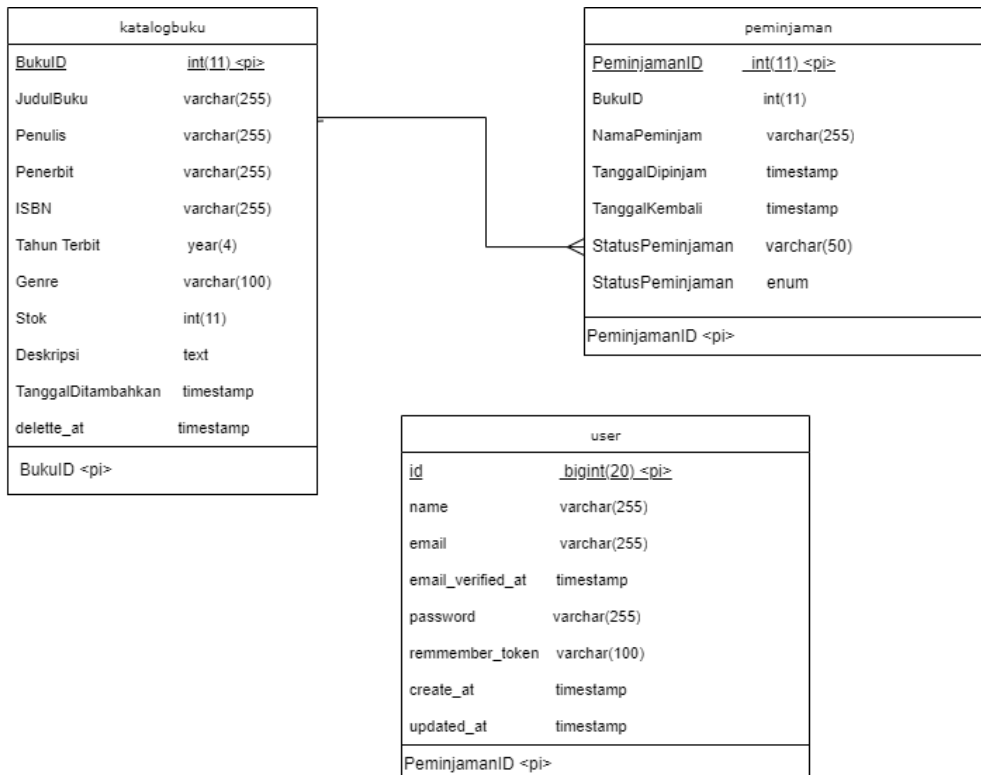 katalogbuku
BukuID int(11) <pi>
JudulBuku varchar(255)
Penulis varchar(255)
Penerbit varchar(255)
ISBN varchar(255)
Tahun Terbit year(4)
Genre varchar(100)
Stok int(11)
Deskripsi text
TanggalDitambahkan timestamp
delette_at timestamp
BukuID <pi>
peminjaman
PeminjamanID int(11) <pi>
BukuID int(11)
NamaPeminjam varchar(255)
TanggalDipinjam timestamp
TanggalKembali timestamp
StatusPeminjaman varchar(50)
StatusPeminjaman enum
PeminjamanID <pi>
user
id bigint(20) <pi>
name varchar(255)
email varchar(255)
email_verified_at timestamp
password varchar(255)
remmember_token varchar(100)
create_at timestamp
updated_at timestamp
PeminjamanID <pi>